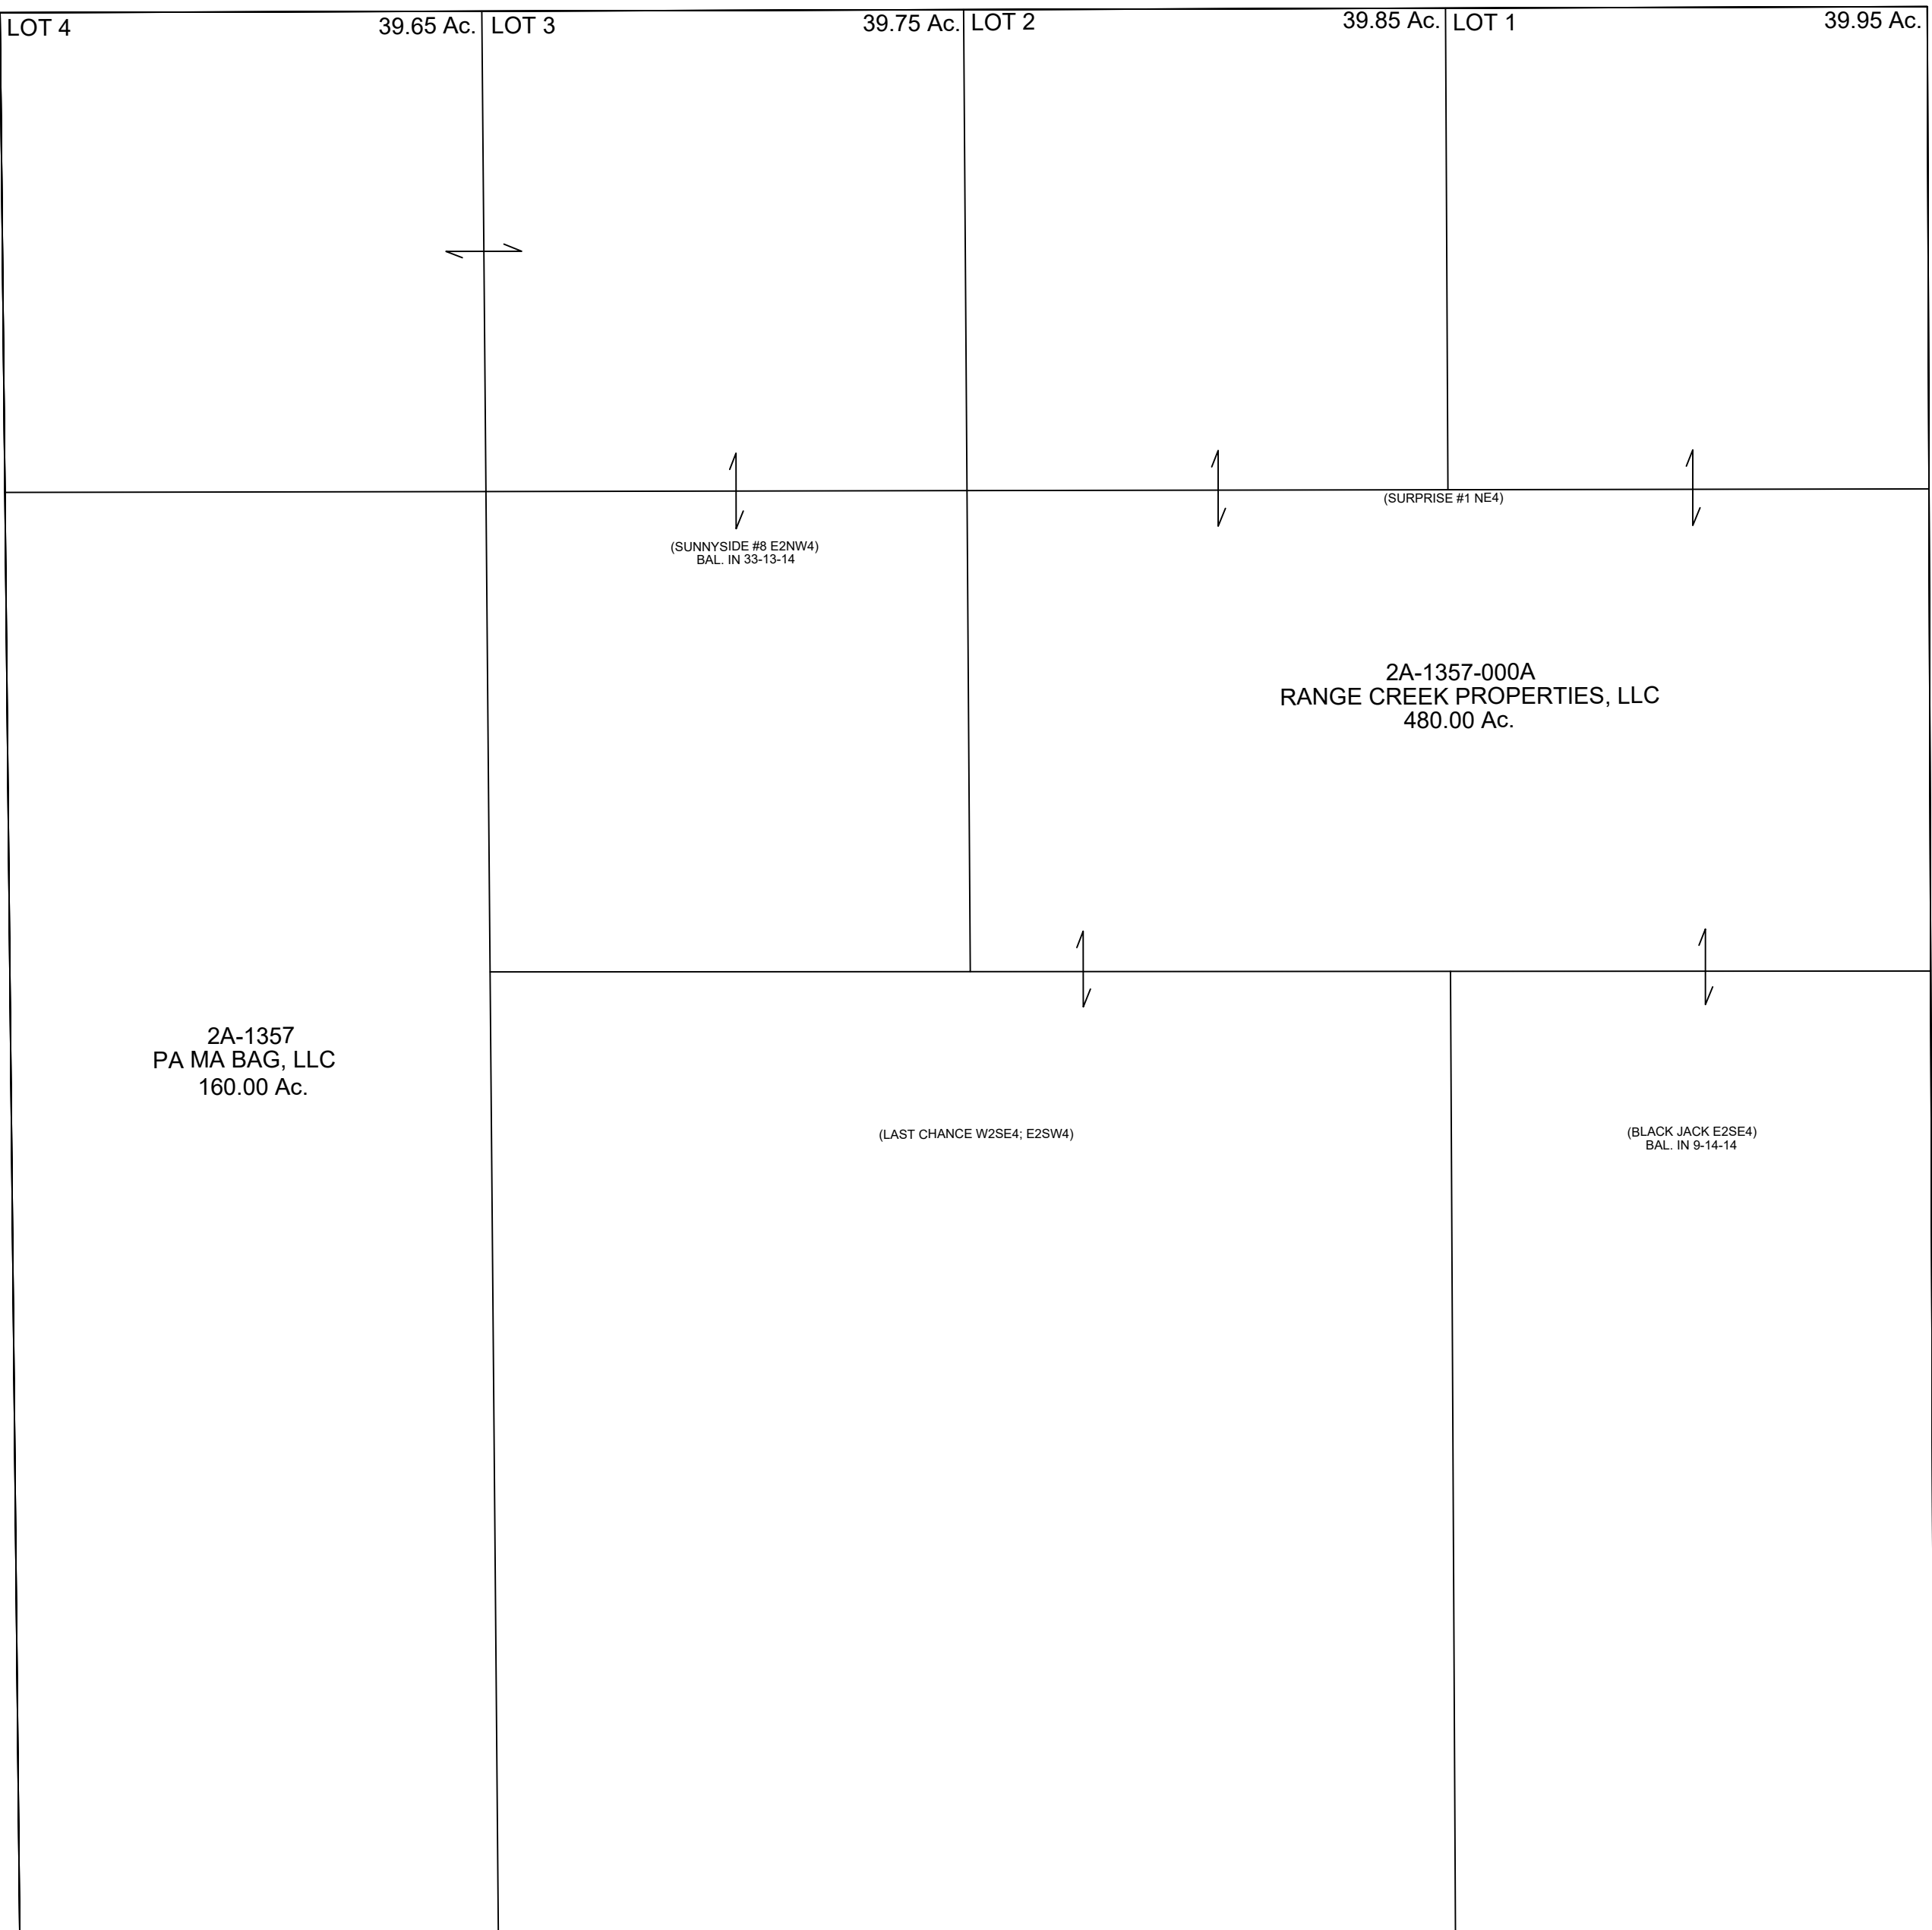 LOT 4
39.65 Ac.
LOT 3
39.75 Ac.
LOT 2
39.85 Ac.
LOT 1
39.95 Ac.
(SURPRISE #1 NE4)
(SUNNYSIDE #8 E2NW4)
BAL. IN 33-13-14
2A-1357-000A
RANGE CREEK PROPERTIES, LLC
480.00 Ac.
2A-1357
PA MA BAG, LLC
160.00 Ac.
(LAST CHANCE W2SE4; E2SW4)
(BLACK JACK E2SE4)
BAL. IN 9-14-14